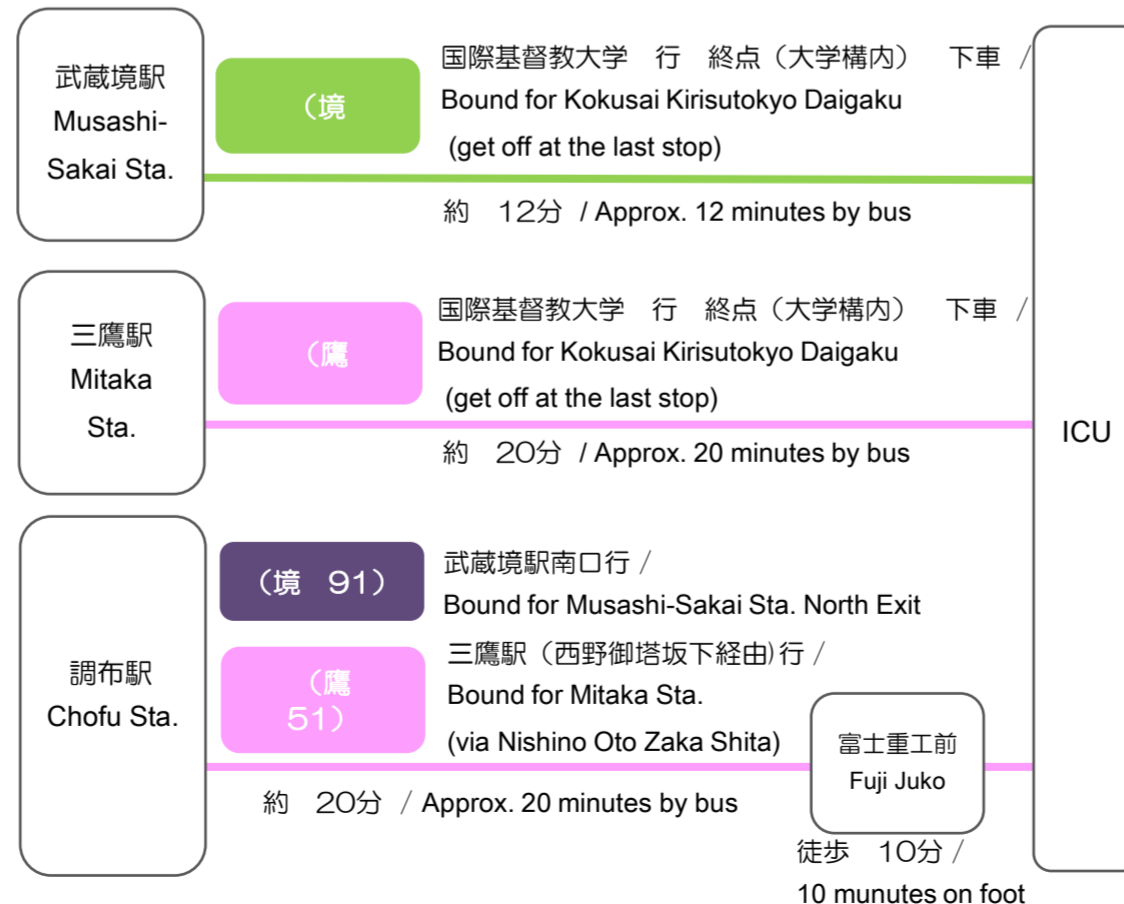 武蔵境駅
Musashi-
Sakai Sta.
(境
国際基督教大学　行　終点（大学構内）　下車 /
Bound for Kokusai Kirisutokyo Daigaku
(get off at the last stop)
約　12分 / Approx. 12 minutes by bus
三鷹駅
Mitaka
Sta.
(鷹
国際基督教大学　行　終点（大学構内）　下車 /
Bound for Kokusai Kirisutokyo Daigaku
(get off at the last stop)
約　20分 / Approx. 20 minutes by bus
ICU
調布駅
Chofu Sta.
(境　91)
武蔵境駅南口行 /
Bound for Musashi-Sakai Sta. North Exit
(鷹
51)
三鷹駅（西野御塔坂下経由)行 /
Bound for Mitaka Sta.
(via Nishino Oto Zaka Shita)
約　20分 / Approx. 20 minutes by bus
富士重工前
Fuji Juko
徒歩　10分 /
10 munutes on foot